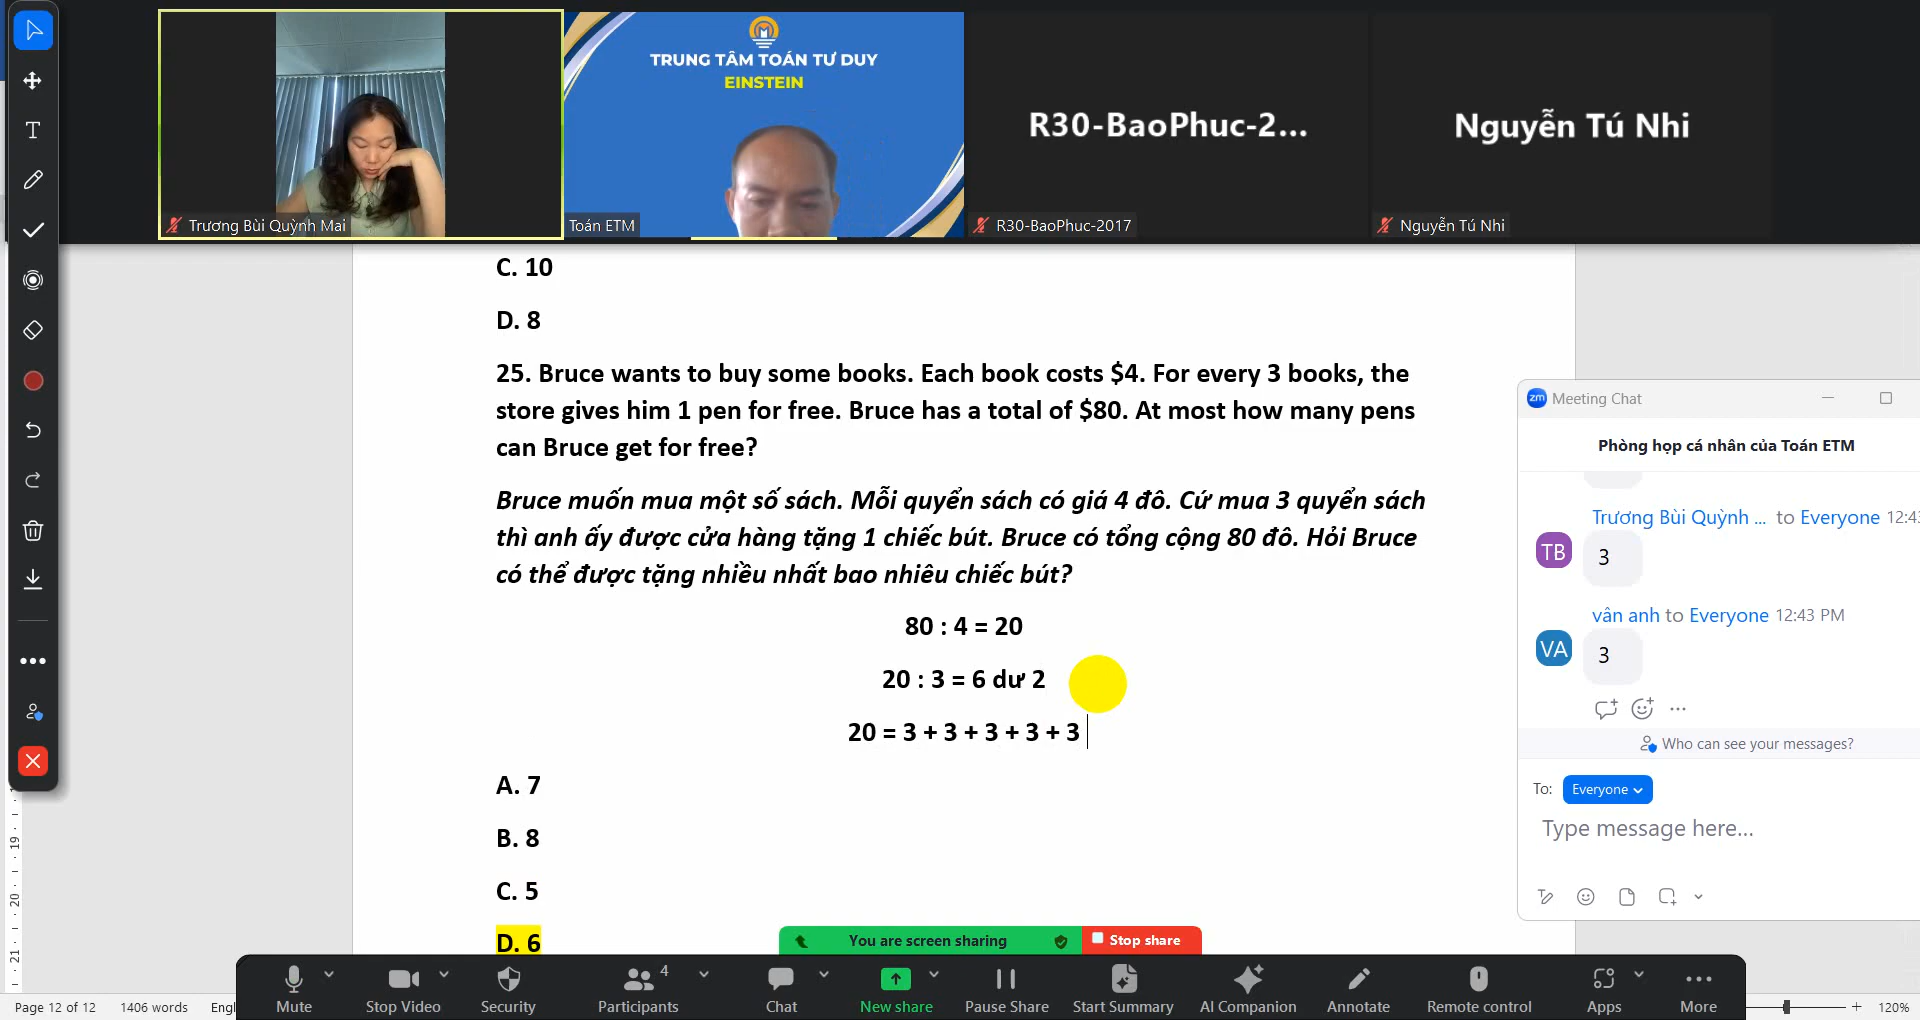 TRUNG TÂM TOÁN TƯ DUY
EINSTEIN
R30-BaoPhuc-2...
Nguyễn Tú Nhi
Trương Bùi Quỳnh Mai
Toán ETM
R30-BaoPhuc-2017
Nguyễn Tú Nhi
C. 10
D. 8
25. Bruce wants to buy some books. Each book costs $4. For every 3 books, the
store gives him 1 pen for free. Bruce has a total of $80. At most how many pens
can Bruce get for free?
Bruce muốn mua một số sách. Mỗi quyển sách có giá 4 đô. Cứ mua 3 quyển sách
thì anh ấy được cửa hàng tặng 1 chiếc bút. Bruce có tổng cộng 80 đô. Hỏi Bruce
có thể được tặng nhiều nhất bao nhiêu chiếc bút?
80 : 4 = 20
20 : 3 = 6 dư 2
20 = 3 + 3 + 3 + 3 + 3
A. 7
B. 8
C. 5
D. 6
zm Meeting Chat
Phòng họp cá nhân của Toán ETM
Trương Bùi Quỳnh ... to Everyone 12:43
TB
3
vân anh to Everyone 12:43 PM
VA
3
Who can see your messages?
To: Everyone
Type message here...
You are screen sharing
Stop share
4
Mute
Stop Video
Security
Participants
Chat
New share
Pause Share
Start Summary
AI Companion
Annotate
Remote control
Apps
More
19
20
21
Page 12 of 12
1406 words
Engl
120%